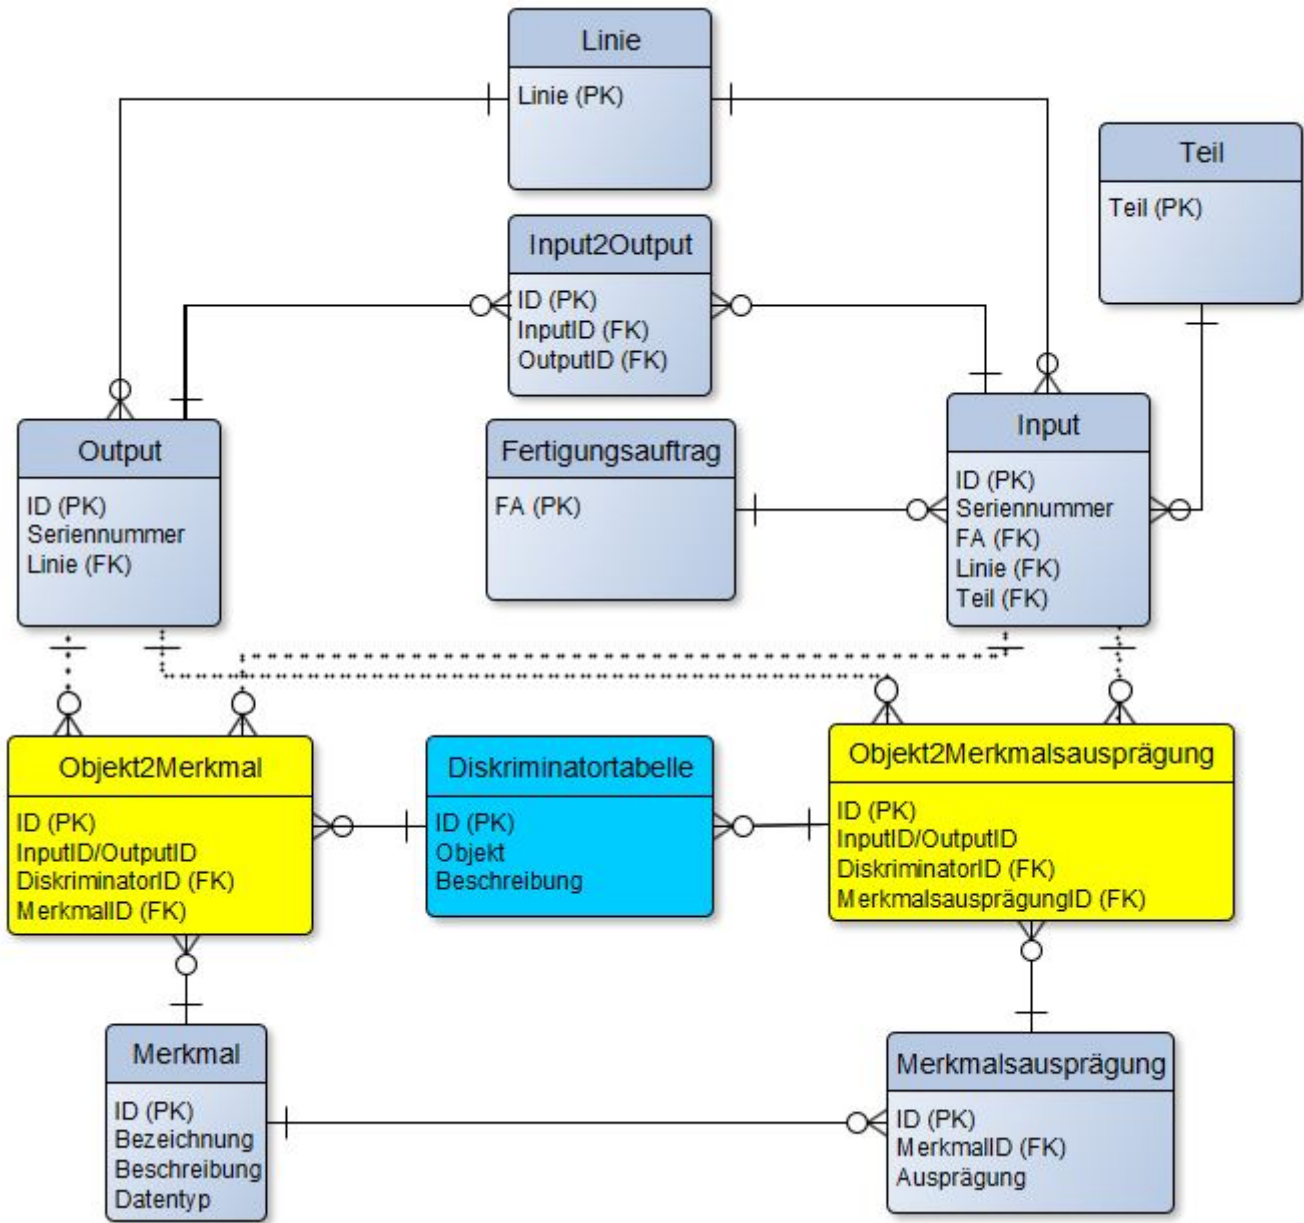 Linie
Linie (PK)
Teil
Teil (PK)
Input2Output
ID (PK)
InputID (FK)
OutputID (FK)
Output
ID (PK)
Seriennummer
Linie (FK)
Fertigungsauftrag
FA (PK)
Input
ID (PK)
Seriennummer
FA (FK)
Linie (FK)
Teil (FK)
Objekt2Merkmal
ID (PK)
InputID/OutputID
DiskriminatorID (FK)
MerkmalID (FK)
Diskriminatortabelle
ID (PK)
Objekt
Beschreibung
Objekt2Merkmalsausprägung
ID (PK)
InputID/OutputID
DiskriminatorID (FK)
MerkmalsausprägungID (FK)
Merkmal
ID (PK)
Bezeichnung
Beschreibung
Datentyp
Merkmalsausprägung
ID (PK)
MerkmalID (FK)
Ausprägung